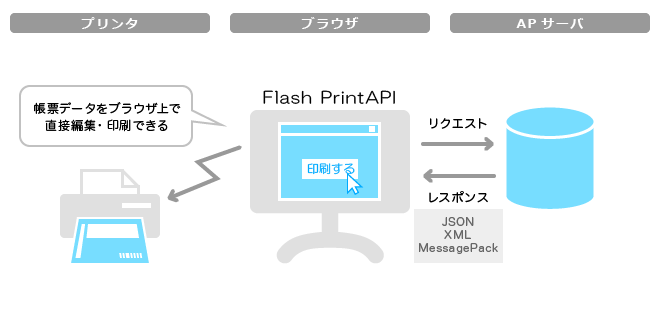 プリンタ
ブラウザ
APサーバ
帳票データをブラウザ上で
直接編集・印刷できる
Flash PrintAPI
印刷する
リクエスト
レスポンス
JSON
XML
MessagePack